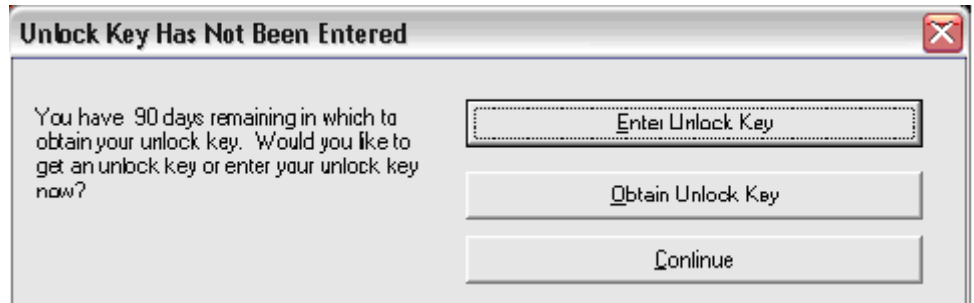 Unlock Key Has Not Been Entered
You have 90 days remaining in which to
obtain your unlock key. Would you like to
get an unlock key or enter your unlock key
now?
Enter Unlock Key
Obtain Unlock Key
Continue